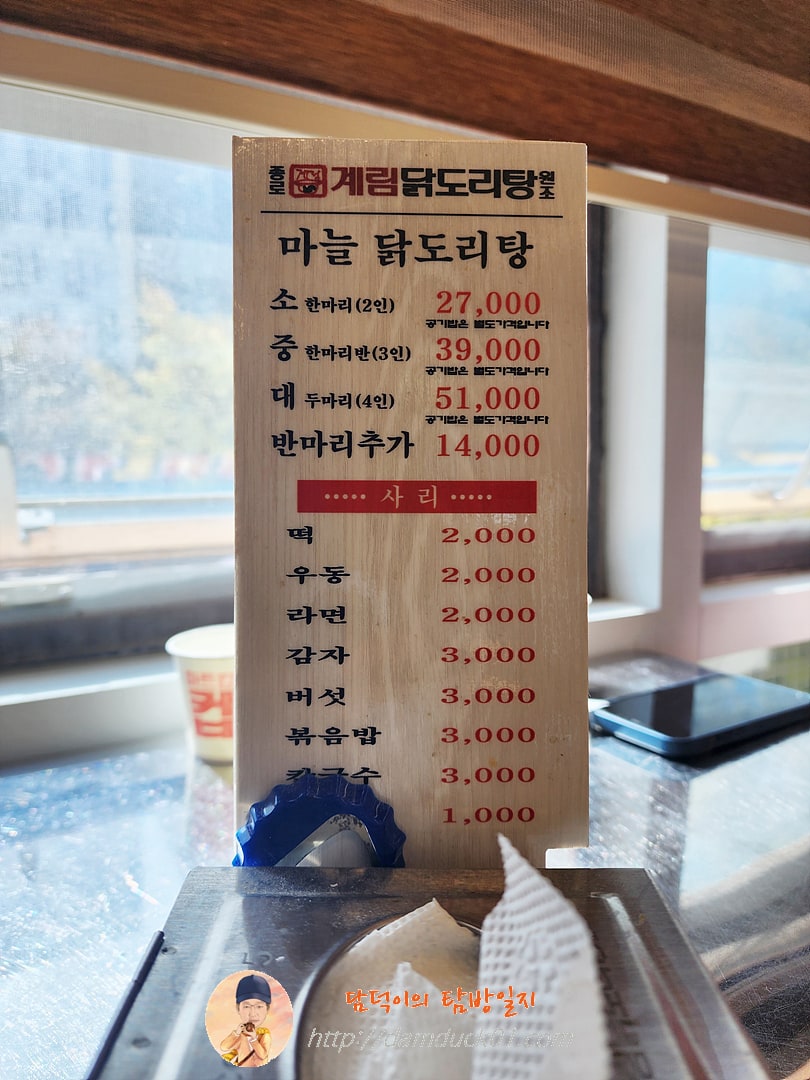 종로 계림닭도리탕 원조
마늘 닭도리탕
소 한마리(2인) 27,000
공기밥은 별도가격입니다
중 한마리반(3인) 39,000
공기밥은 별도가격입니다
대 두마리(4인) 51,000
공기밥은 별도가격입니다
반마리추가 14,000
사리
떡 2,000
우동 2,000
라면 2,000
감자 3,000
버섯 3,000
볶음밥 3,000
칼국수 3,000
1,000
담덕이의 탐방일지
http://damduck01.com